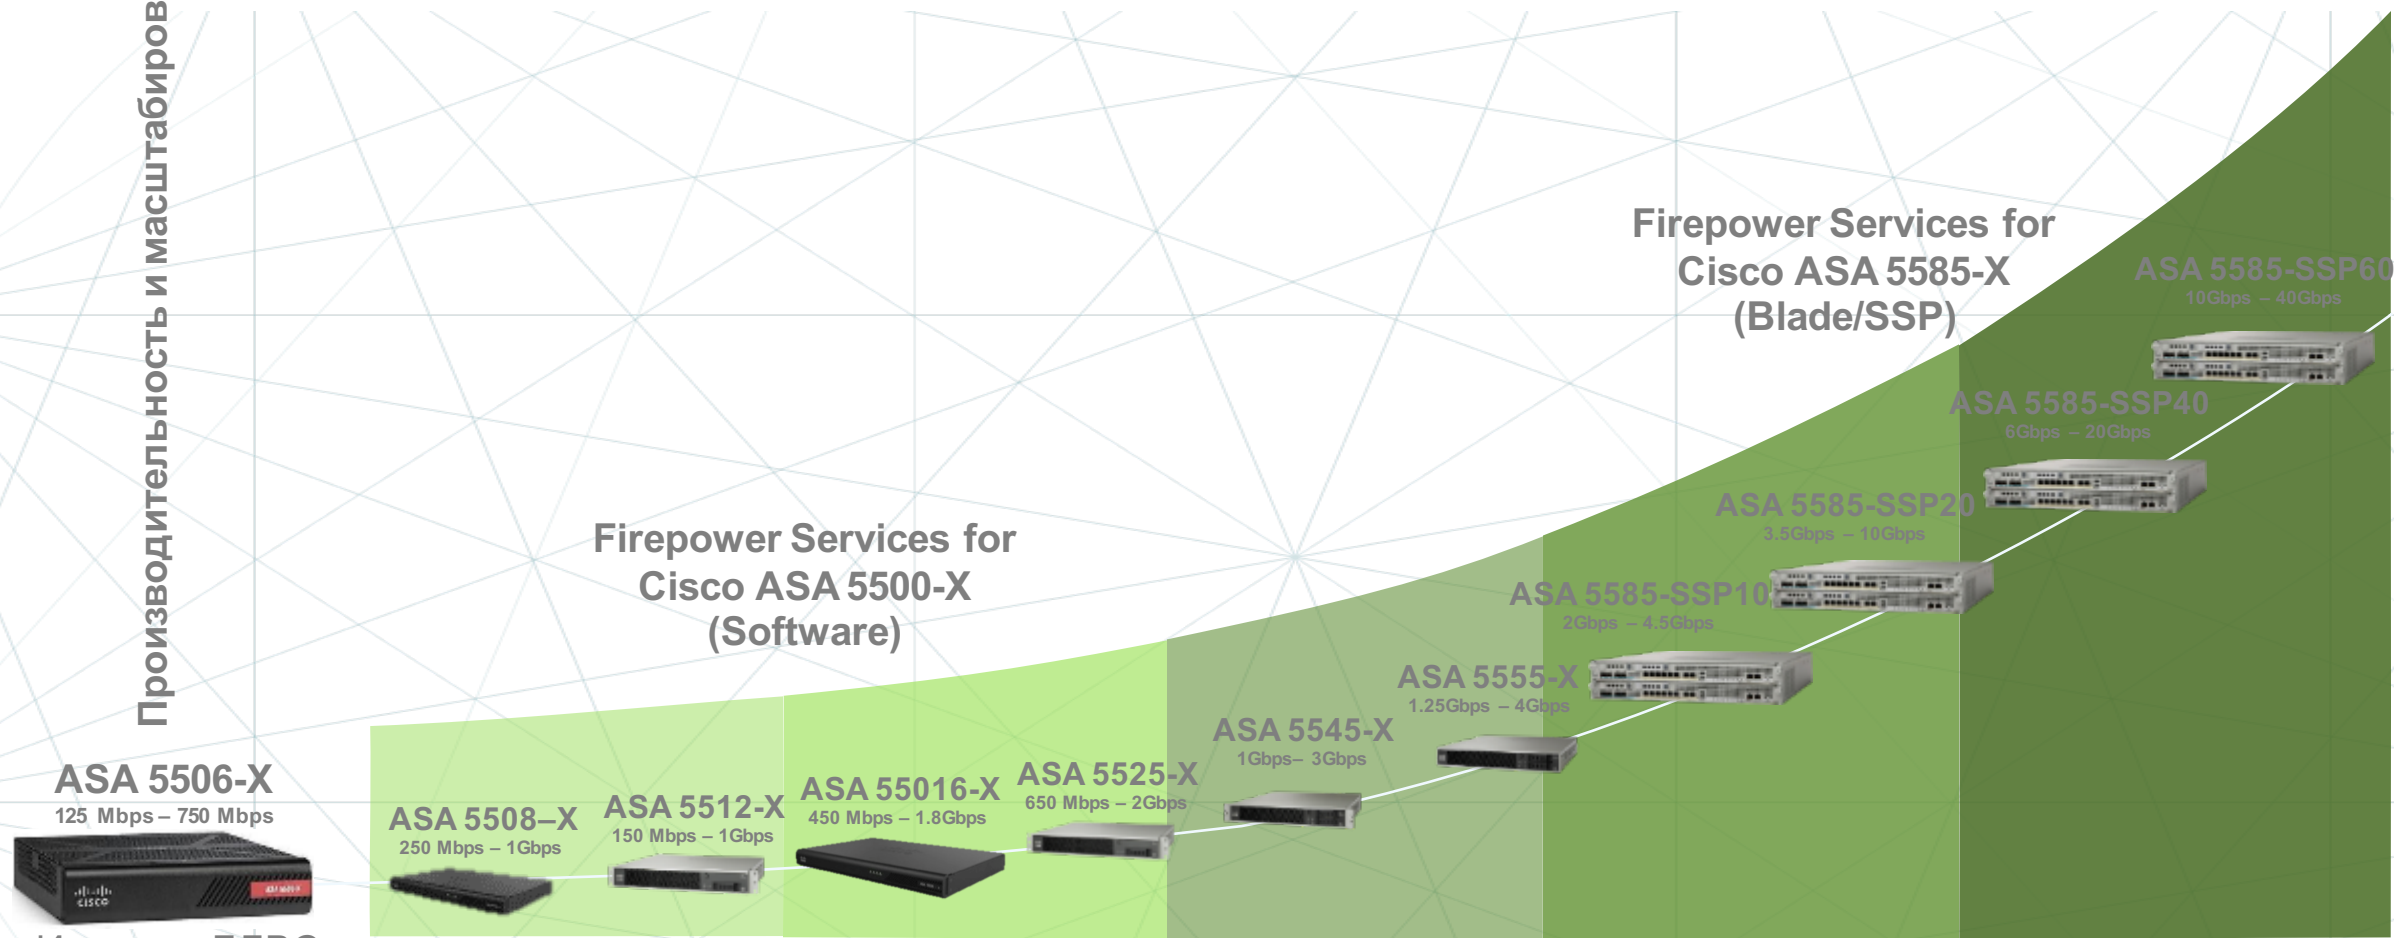 Производительность и масштабиров
Firepower Services for
Cisco ASA 5585-X
(Blade/SSP)
ASA 5585-SSP60
10Gbps – 40Gbps
ASA 5585-SSP40
6Gbps – 20Gbps
ASA 5585-SSP20
3.5Gbps – 10Gbps
Firepower Services for
Cisco ASA 5500-X
(Software)
ASA 5585-SSP10
2Gbps – 4.5Gbps
ASA 5555-X
1.25Gbps – 4Gbps
ASA 5545-X
1Gbps– 3Gbps
ASA 5525-X
650 Mbps – 2Gbps
ASA 55016-X
450 Mbps – 1.8Gbps
ASA 5512-X
150 Mbps – 1Gbps
ASA 5508–X
250 Mbps – 1Gbps
ASA 5506-X
125 Mbps – 750 Mbps
CISCO